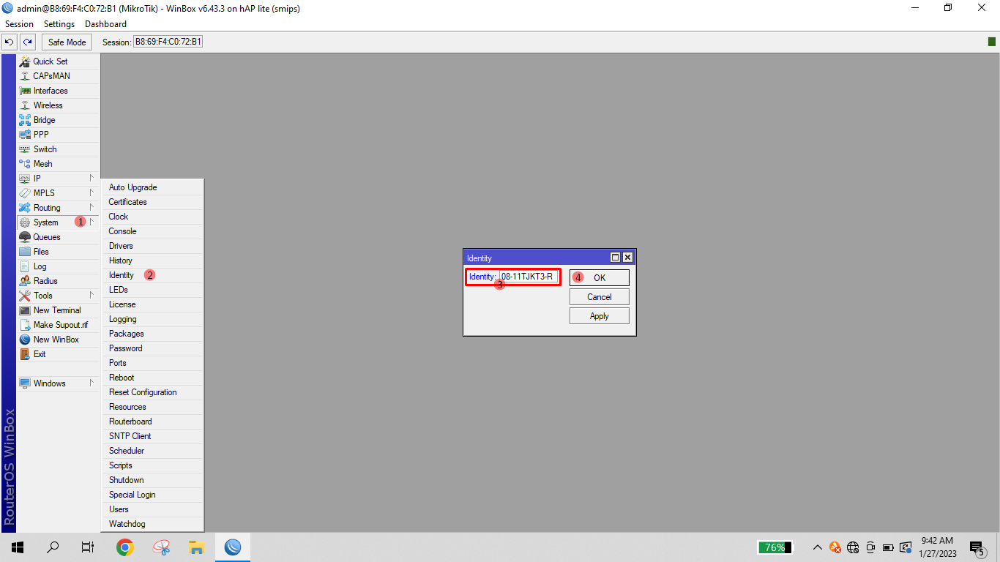 admin@B8:69:F4:C0:72:B1 (MikroTik) - WinBox v6.43.3 on hAP lite (smips)
Session Settings Dashboard
Safe Mode Session: B8:69:F4:C0:72:B1
Quick Set
CAPsMAN
Interfaces
Wireless
Bridge
PPP
Switch
Mesh
IP
MPLS
Routing
System 1
Queues
Files
Log
Radius
Tools
New Terminal
Make Supout.rif
New WinBox
Exit
Windows
RouterOS WinBox
Auto Upgrade
Certificates
Clock
Console
Drivers
History
Identity 2
LEDs
License
Logging
Packages
Password
Ports
Reboot
Reset Configuration
Resources
Routerboard
SNTP Client
Scheduler
Scripts
Shutdown
Special Login
Users
Watchdog
Identity
Identity: 08-11TJKT3-R
3
4 OK
Cancel
Apply
76%
9:42 AM
1/27/2023
5